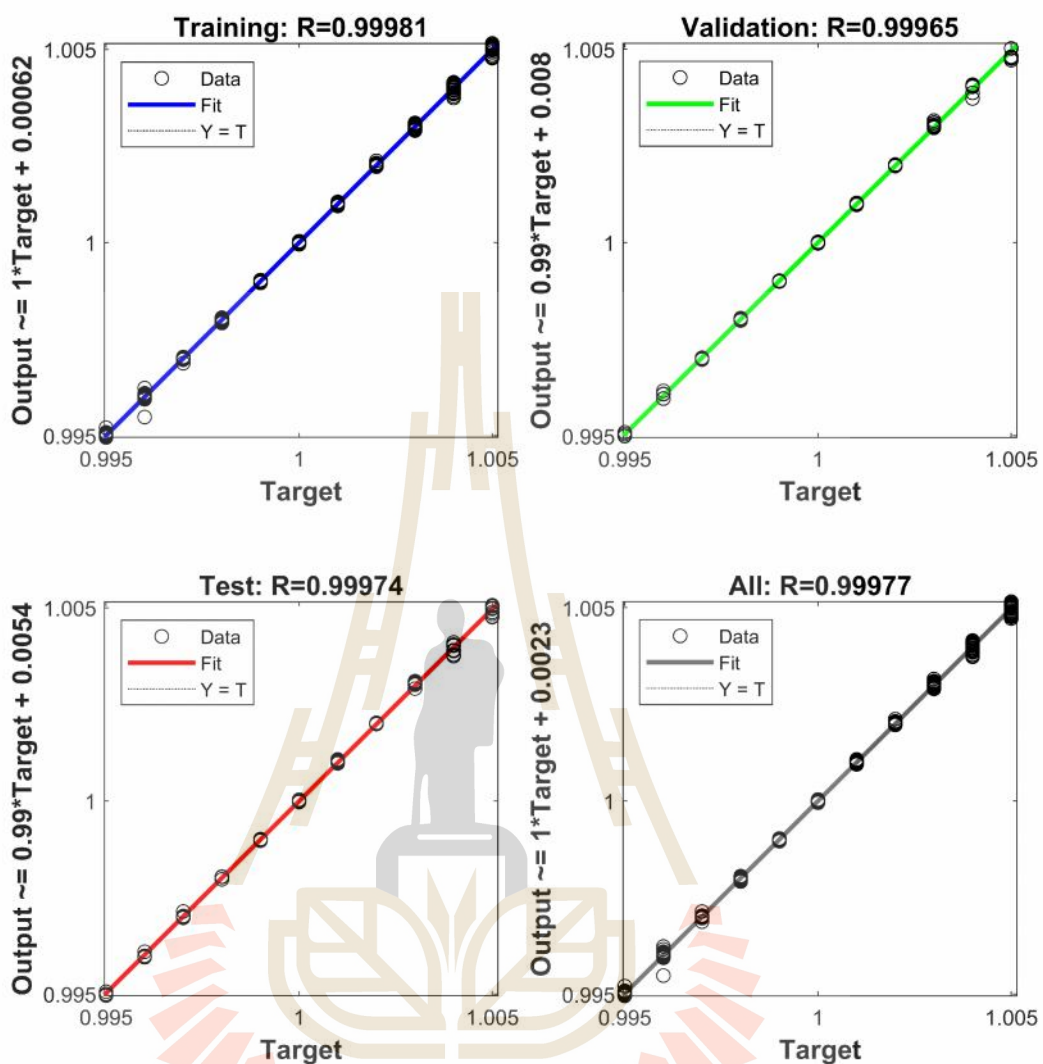 Training: R=0.99981
Output ~= 1*Target + 0.00062
1.005
1
0.995
Data
Fit
Y = T
0.995
1
1.005
Target
Validation: R=0.99965
Output ~= 0.99*Target + 0.008
1.005
1
0.995
Data
Fit
Y = T
0.995
1
1.005
Target
Test: R=0.99974
Output ~= 0.99*Target + 0.0054
1.005
1
0.995
Data
Fit
Y = T
0.995
1
1.005
Target
All: R=0.99977
Output ~= 1*Target + 0.0023
1.005
1
0.995
Data
Fit
Y = T
0.995
1
1.005
Target